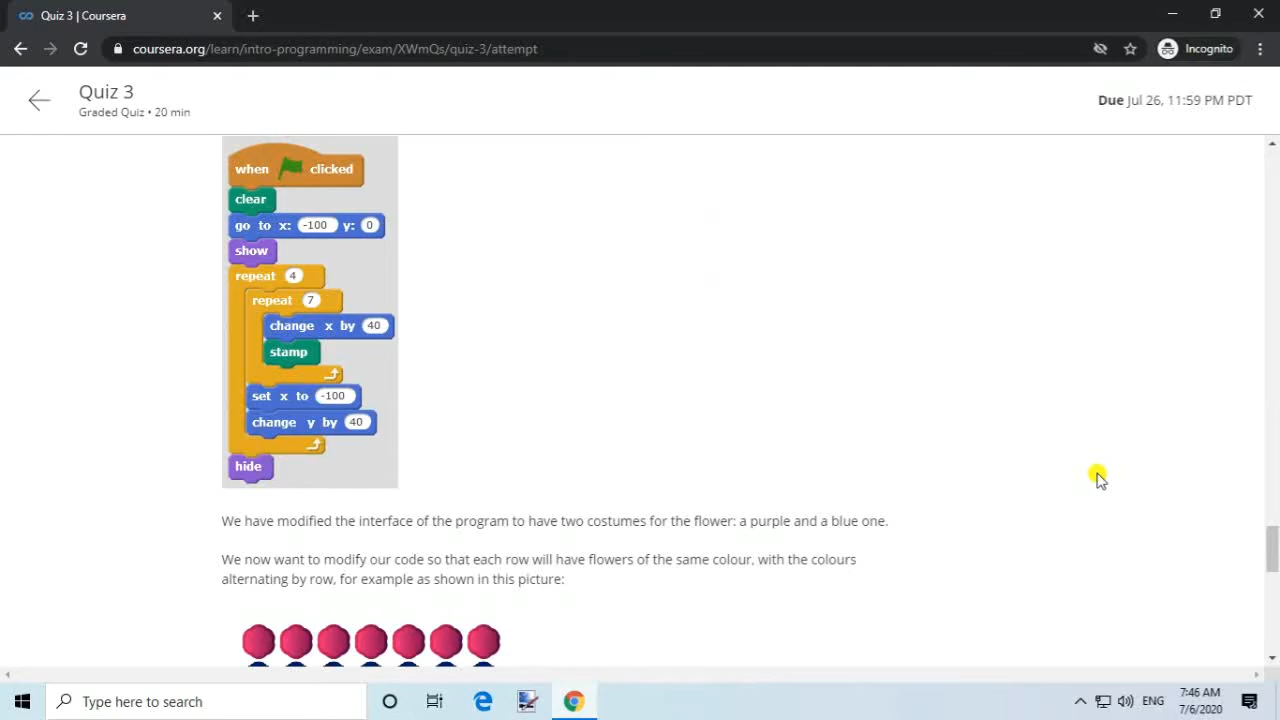 Quiz 3 | Coursera
coursera.org/learn/intro-programming/exam/XWmQs/quiz-3/attempt
Incognito
Quiz 3
Graded Quiz • 20 min
Due Jul 26, 11:59 PM PDT
when clicked
clear
go to x: -100 y: 0
show
repeat 4
repeat 7
change x by 40
stamp
set x to -100
change y by 40
hide
We have modified the interface of the program to have two costumes for the flower: a purple and a blue one.
We now want to modify our code so that each row will have flowers of the same colour, with the colours
alternating by row, for example as shown in this picture:
Type here to search
ENG
7:46 AM
7/6/2020